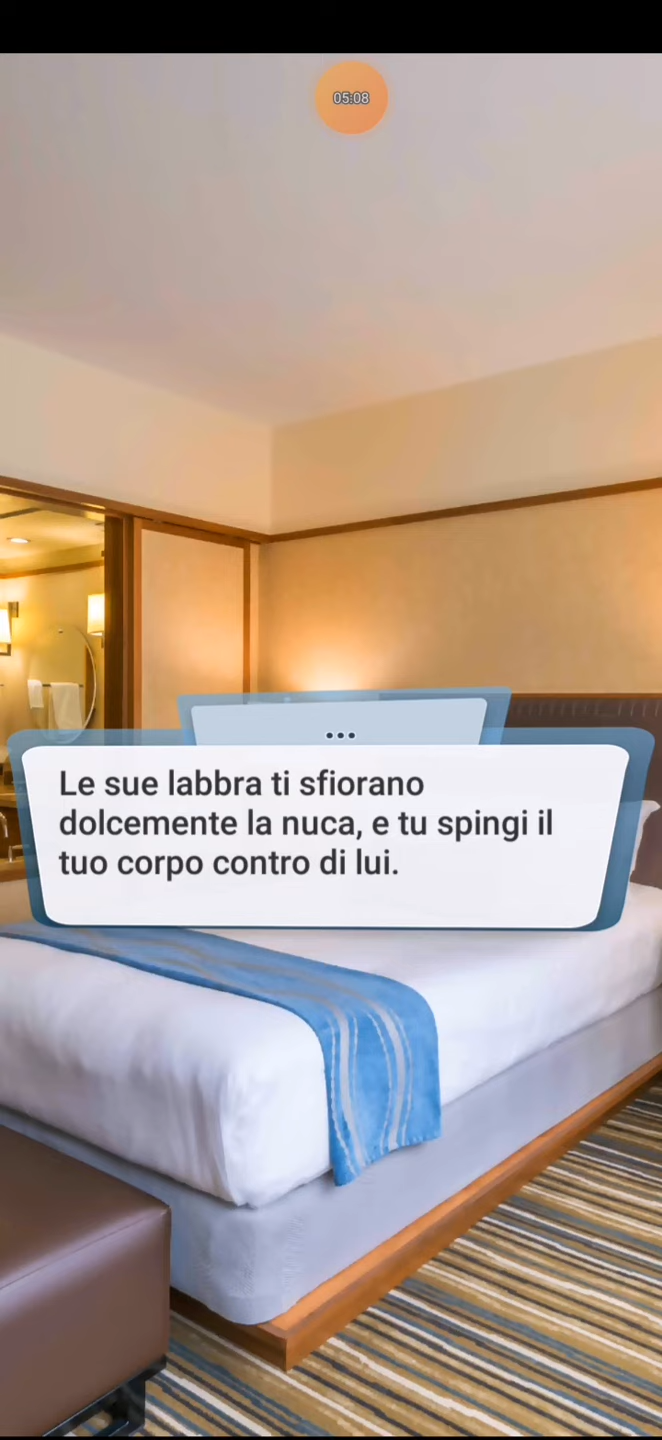 05:08
...
Le sue labbra ti sfiorano
dolcemente la nuca, e tu spingi il
tuo corpo contro di lui.